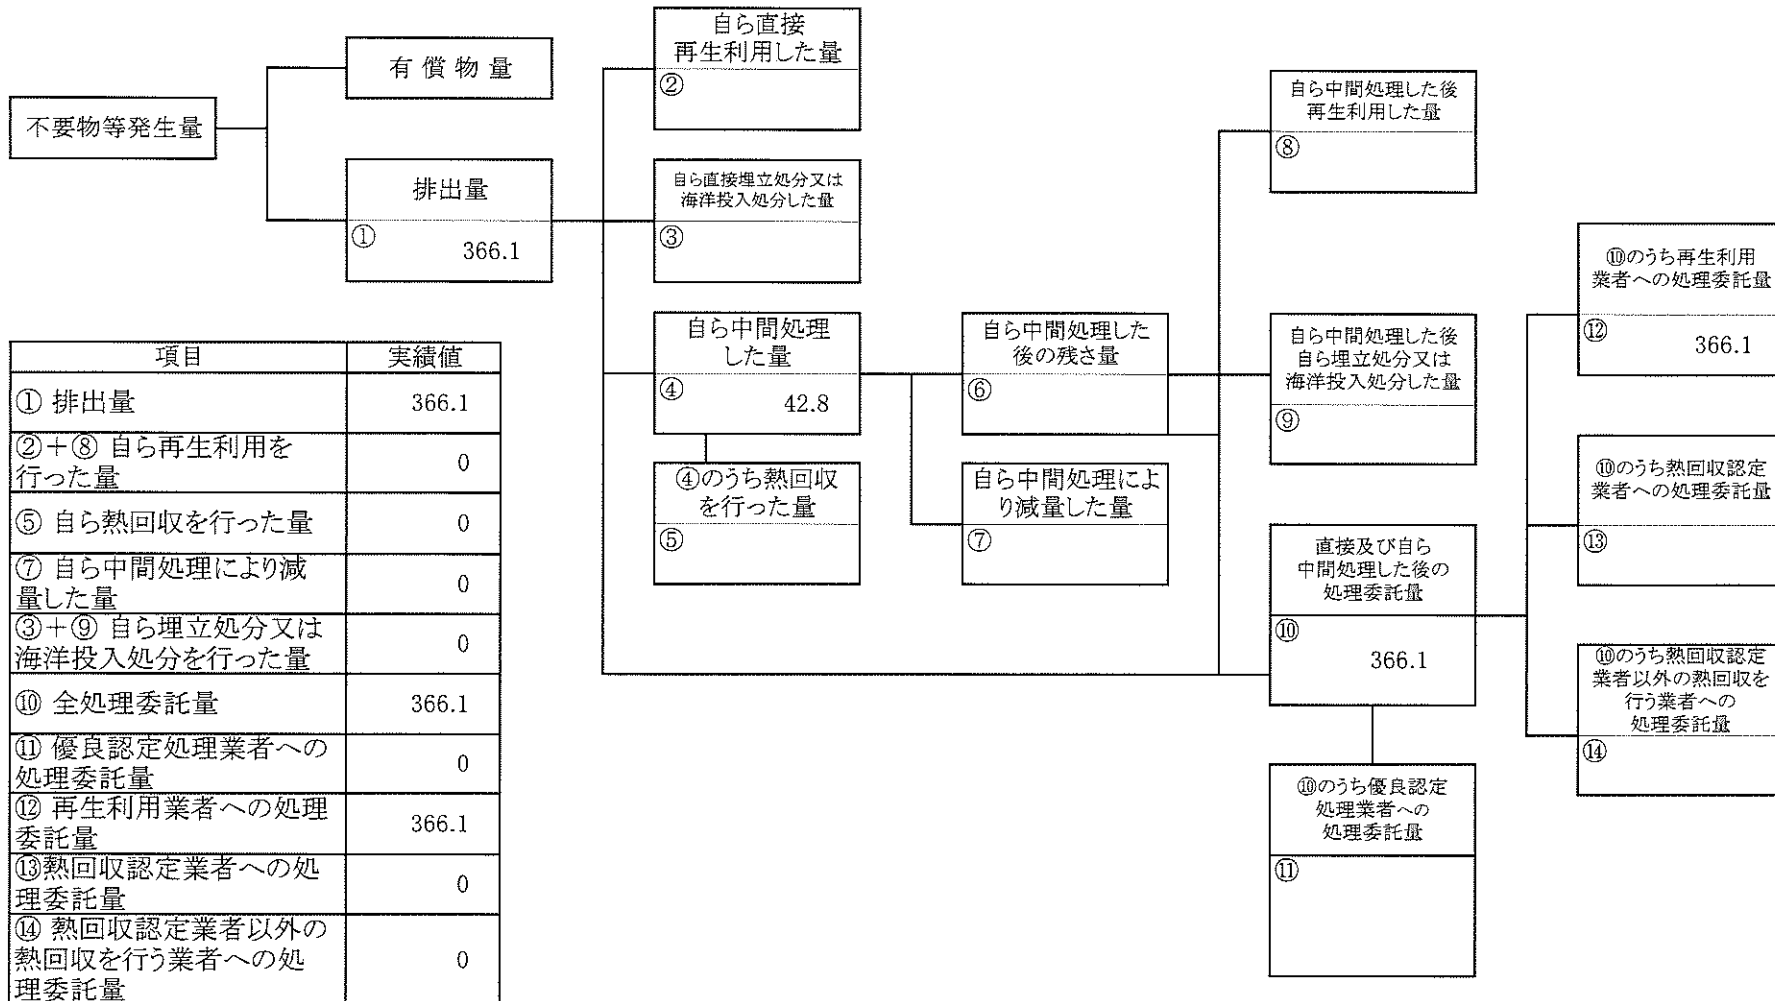 不要物等発生量
有償物量
排出量
①
366.1
自ら直接
再生利用した量
②
自ら直接埋立処分又は
海洋投入処分した量
③
自ら中間処理
した量
④
42.8
④のうち熱回収
を行った量
⑤
自ら中間処理した
後の残さ量
⑥
自ら中間処理によ
り減量した量
⑦
自ら中間処理した後
再生利用した量
⑧
自ら中間処理した後
自ら埋立処分又は
海洋投入処分した量
⑨
直接及び自ら
中間処理した後の
処理委託量
⑩
366.1
⑩のうち優良認定
処理業者への
処理委託量
⑪
⑩のうち再生利用
業者への処理委託量
⑫
366.1
⑩のうち熱回収認定
業者への処理委託量
⑬
⑩のうち熱回収認定
業者以外の熱回収を
行う業者への
処理委託量
⑭
項目 実績値
① 排出量 366.1
②+⑧ 自ら再生利用を
行った量 0
⑤ 自ら熱回収を行った量 0
⑦ 自ら中間処理により減
量した量 0
③+⑨ 自ら埋立処分又は
海洋投入処分を行った量 0
⑩ 全処理委託量 366.1
⑪ 優良認定処理業者への
処理委託量 0
⑫ 再生利用業者への処理
委託量 366.1
⑬熱回収認定業者への処
理委託量 0
⑭ 熱回収認定業者以外の
熱回収を行う業者への処
理委託量 0